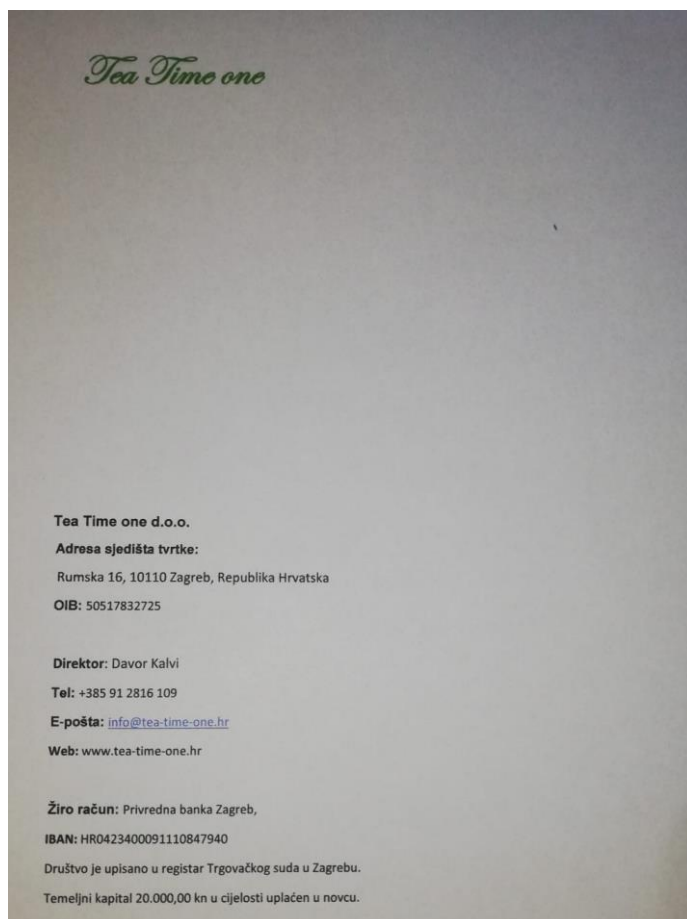 Tea Time one
Tea Time one d.o.o.
Adresa sjedišta tvrtke:
Rumska 16, 10110 Zagreb, Republika Hrvatska
OIB: 50517832725
Direktor: Davor Kalvi
Tel: +385 91 2816 109
E-pošta: info@tea-time-one.hr
Web: www.tea-time-one.hr
Žiro račun: Privredna banka Zagreb,
IBAN: HR0423400091110847940
Društvo je upisano u registar Trgovačkog suda u Zagrebu.
Temeljni kapital 20.000,00 kn u cijelosti uplaćen u novcu.